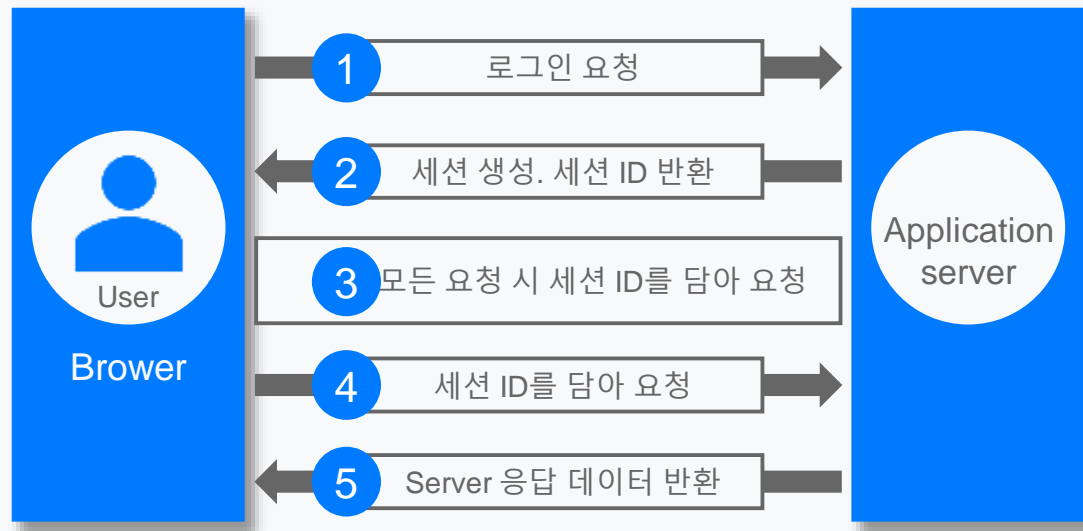 1 로그인 요청
2 세션 생성. 세션 ID 반환
3 모든 요청 시 세션 ID를 담아 요청
4 세션 ID를 담아 요청
5 Server 응답 데이터 반환
User
Brower
Application
server